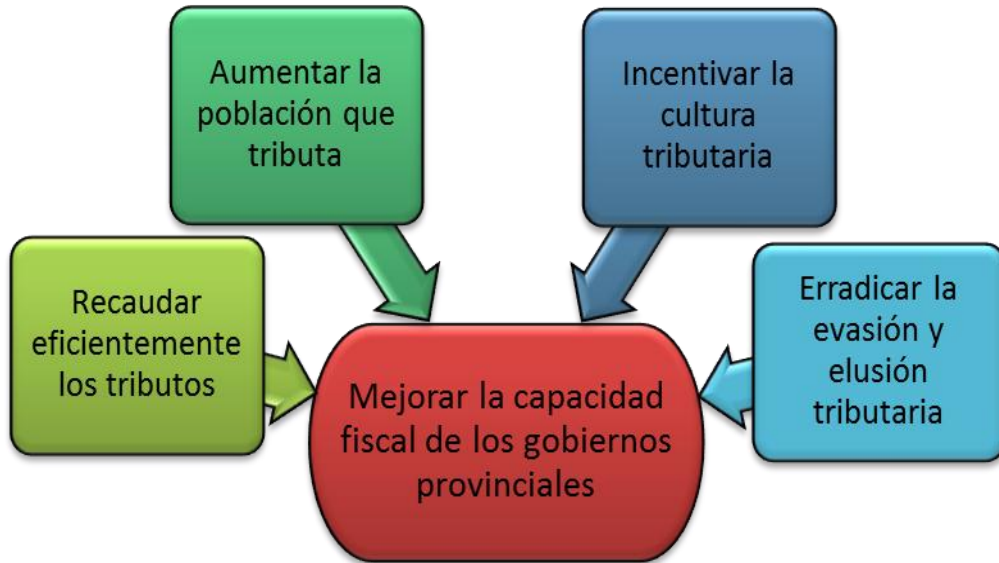 Aumentar la
población que
tributa
Incentivar la
cultura
tributaria
Recaudar
eficientemente
los tributos
Erradicar la
evasión y
elusión
tributaria
Mejorar la capacidad
fiscal de los gobiernos
provinciales